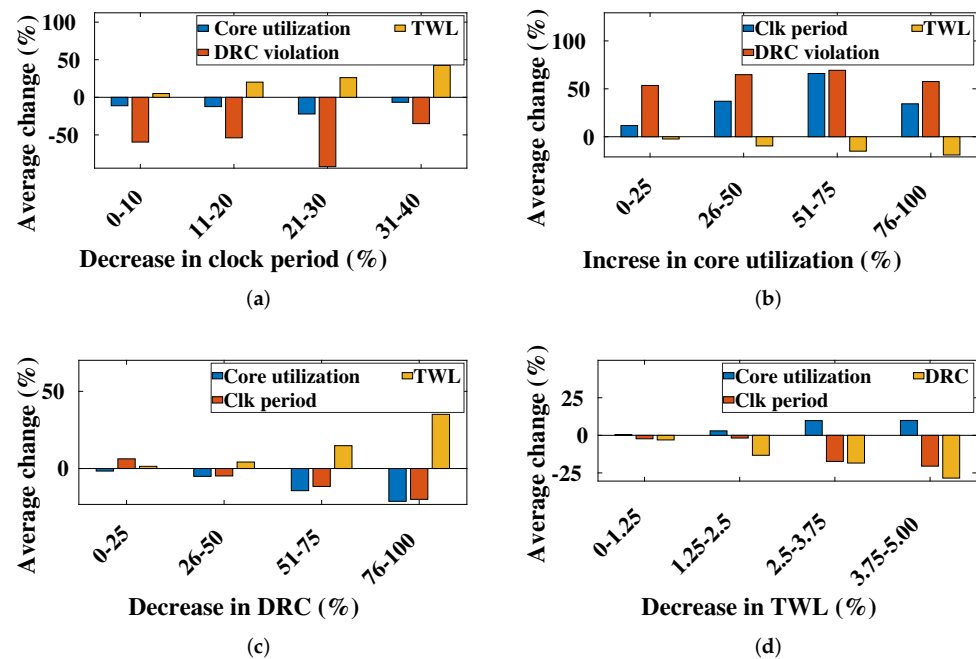 Average change (%)
100
50
0
-50
Core utilization
TWL
DRC violation
0-10
11-20
21-30
31-40
Decrease in clock period (%)
(a)
Average change (%)
100
50
0
Clk period
TWL
DRC violation
0-25
26-50
51-75
76-100
Increse in core utilization (%)
(b)
Average change (%)
50
0
Core utilization
TWL
Clk period
0-25
26-50
51-75
76-100
Decrease in DRC (%)
(c)
Average change (%)
25
0
-25
Core utilization
DRC
Clk period
0-1.25
1.25-2.5
2.5-3.75
3.75-5.00
Decrease in TWL (%)
(d)